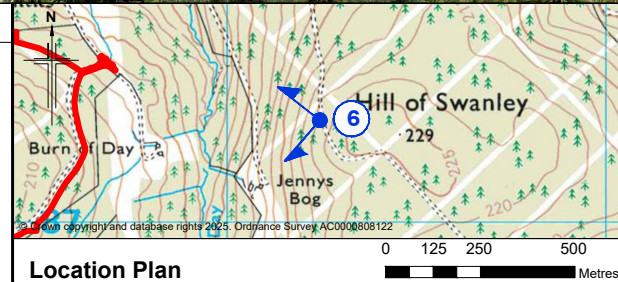 N
6
Hill of Swanley
229
Burn of Day
210
Jennys
Bog
225
220
© Crown copyright and database rights 2025. Ordnance Survey AC0000808122
0 125 250 500
Metres
Location Plan